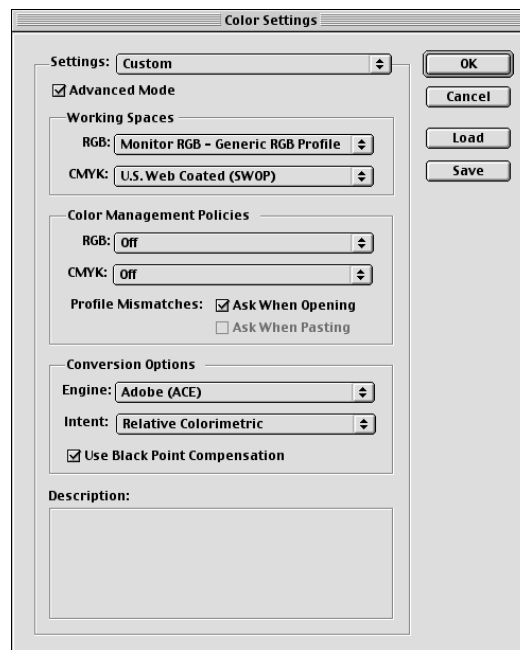 Color Settings
Settings: Custom
Advanced Mode
Working Spaces
RGB: Monitor RGB - Generic RGB Profile
CMYK: U.S. Web Coated (SWOP)
Color Management Policies
RGB: Off
CMYK: Off
Profile Mismatches: Ask When Opening
Ask When Pasting
Conversion Options
Engine: Adobe (ACE)
Intent: Relative Colorimetric
Use Black Point Compensation
Description:
OK
Cancel
Load
Save